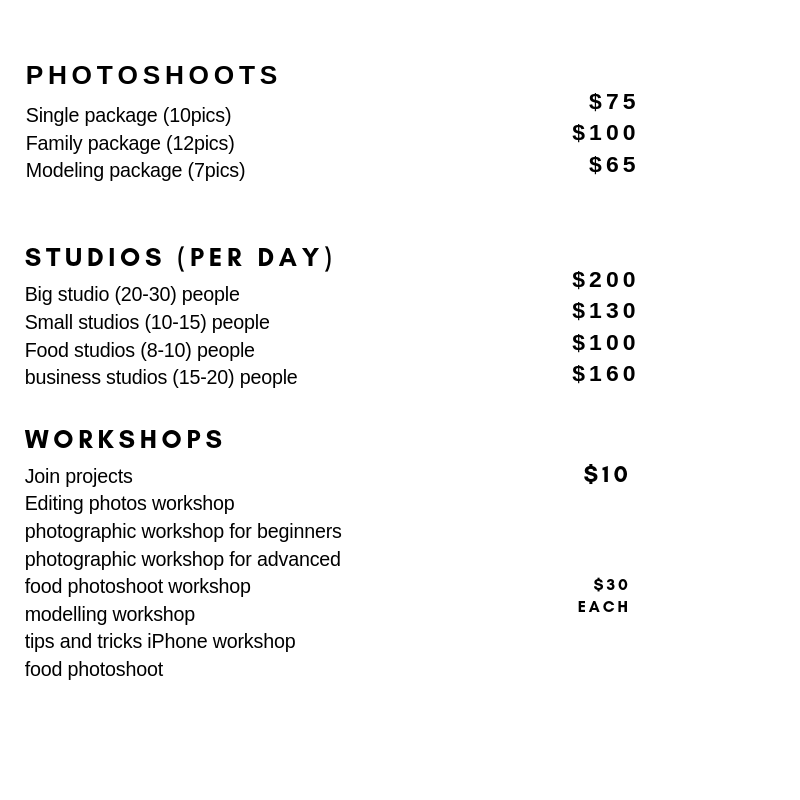 PHOTOSHOOTS
Single package (10pics) $75
Family package (12pics) $100
Modeling package (7pics) $65
STUDIOS (PER DAY)
Big studio (20-30) people $200
Small studios (10-15) people $130
Food studios (8-10) people $100
business studios (15-20) people $160
WORKSHOPS
Join projects $10
Editing photos workshop
photographic workshop for beginners
photographic workshop for advanced
food photoshoot workshop $30
modelling workshop EACH
tips and tricks iPhone workshop
food photoshoot